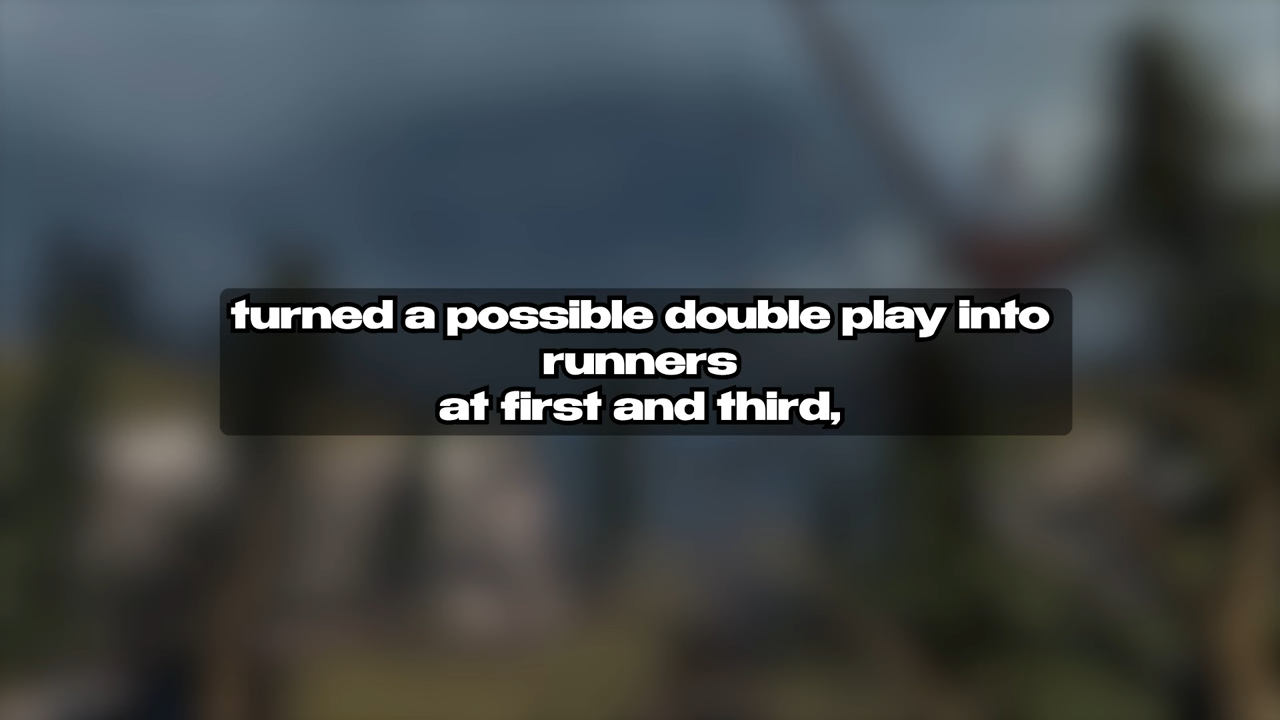 turned a possible double play into
runners
at first and third,